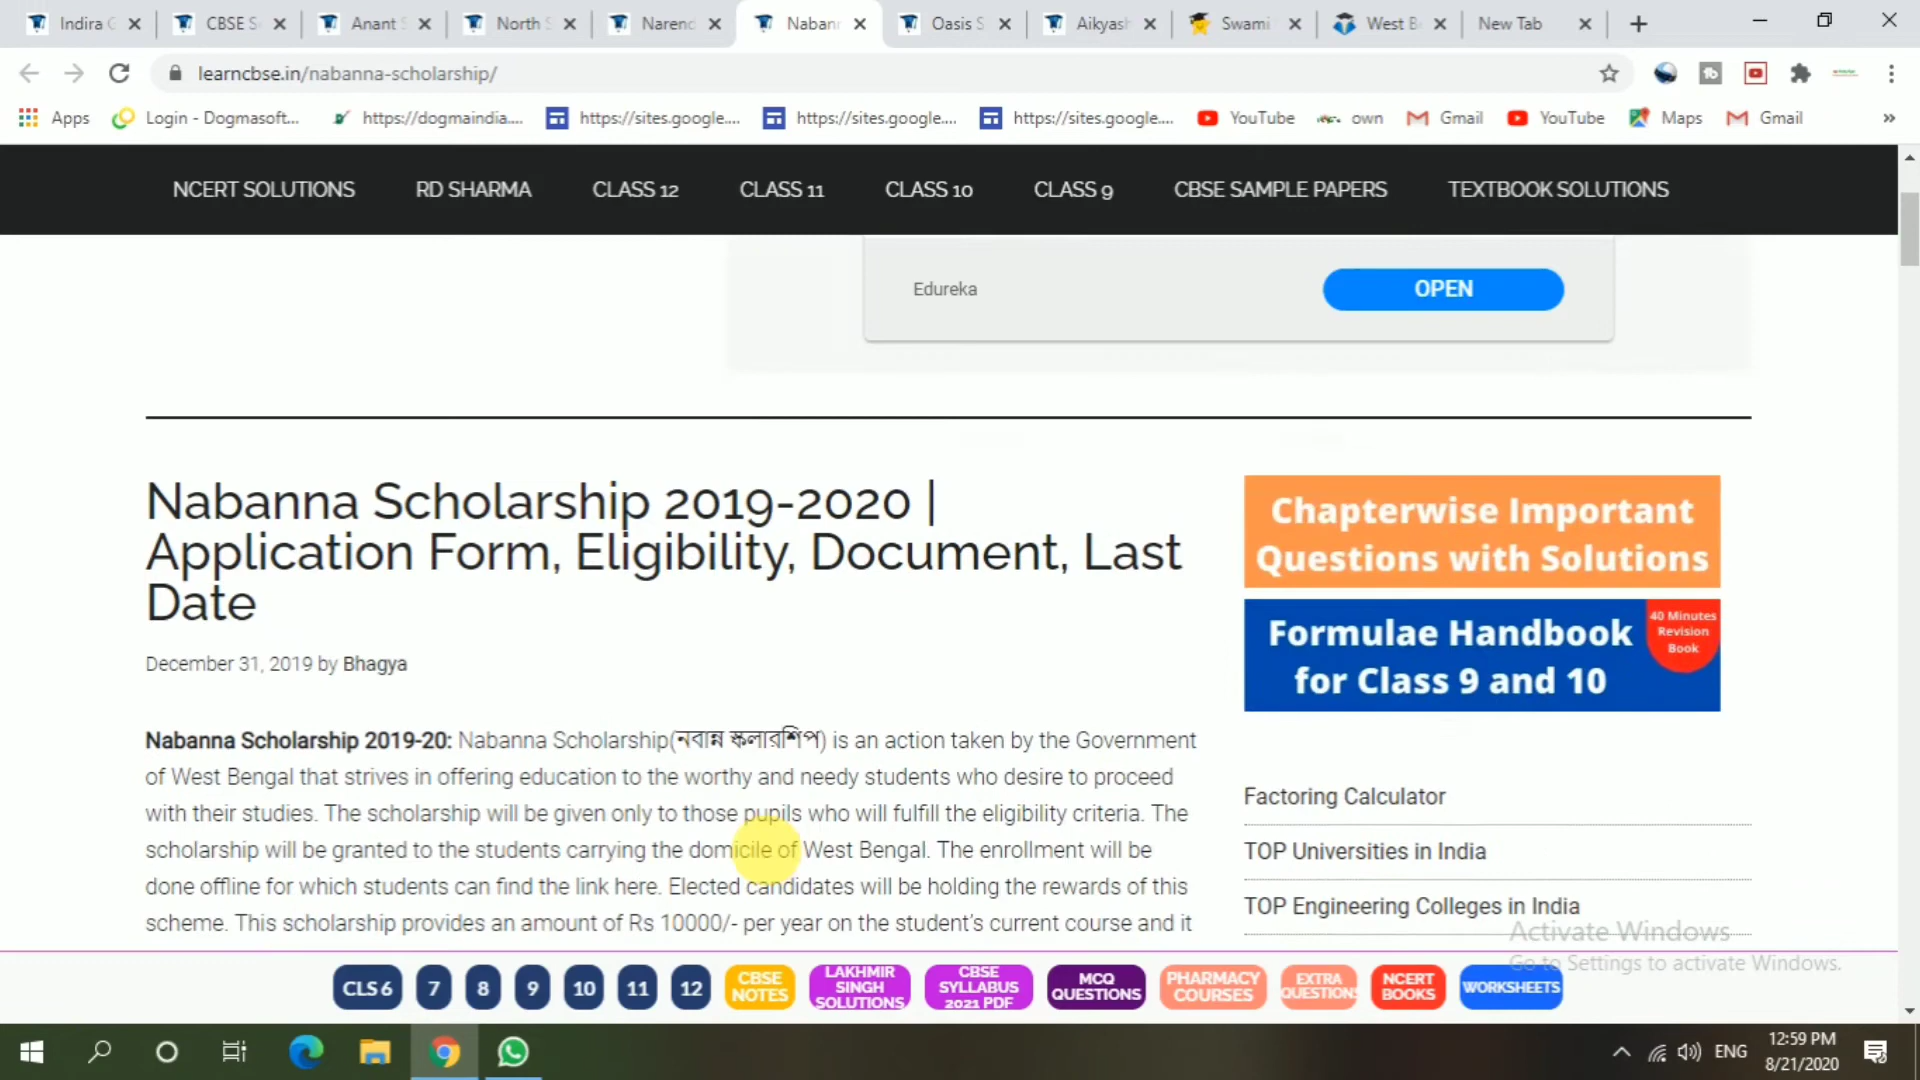 Indira G
CBSE S
Anant S
North S
Narend
Nabann
Oasis S
Aikyash
Swami
West Be
New Tab
learncbse.in/nabanna-scholarship/
Apps
Login - Dogmasoft...
https://dogmaindia....
https://sites.google....
https://sites.google....
https://sites.google....
YouTube
own
Gmail
YouTube
Maps
Gmail
»
NCERT SOLUTIONS
RD SHARMA
CLASS 12
CLASS 11
CLASS 10
CLASS 9
CBSE SAMPLE PAPERS
TEXTBOOK SOLUTIONS
Edureka
OPEN
Nabanna Scholarship 2019-2020 |
Application Form, Eligibility, Document, Last
Date
December 31, 2019 by Bhagya
Nabanna Scholarship 2019-20: Nabanna Scholarship(নবান্ন স্কলারশিপ) is an action taken by the Government
of West Bengal that strives in offering education to the worthy and needy students who desire to proceed
with their studies. The scholarship will be given only to those pupils who will fulfill the eligibility criteria. The
scholarship will be granted to the students carrying the domicile of West Bengal. The enrollment will be
done offline for which students can find the link here. Elected candidates will be holding the rewards of this
scheme. This scholarship provides an amount of Rs 10000/- per year on the student's current course and it
Chapterwise Important
Questions with Solutions
Formulae Handbook
for Class 9 and 10
40 Minutes
Revision
Book
Factoring Calculator
TOP Universities in India
TOP Engineering Colleges in India
Activate Windows
Go to Settings to activate Windows.
CLS 6
7
8
9
10
11
12
CBSE
NOTES
LAKHMIR
SINGH
SOLUTIONS
CBSE
SYLLABUS
2021 PDF
MCQ
QUESTIONS
PHARMACY
COURSES
EXTRA
QUESTIONS
NCERT
BOOKS
WORKSHEETS
ENG
12:59 PM
8/21/2020